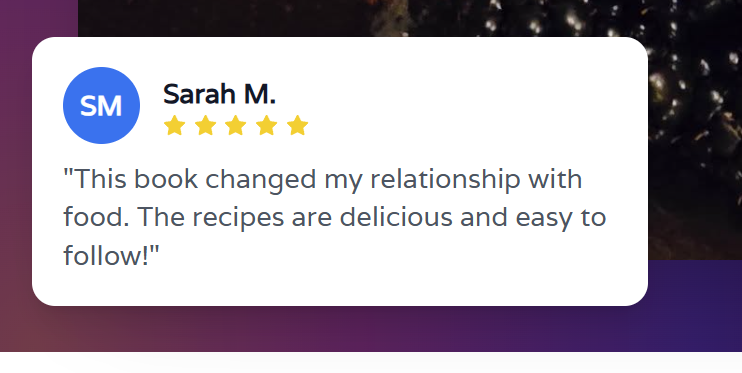 SM
Sarah M.
"This book changed my relationship with
food. The recipes are delicious and easy to
follow!"